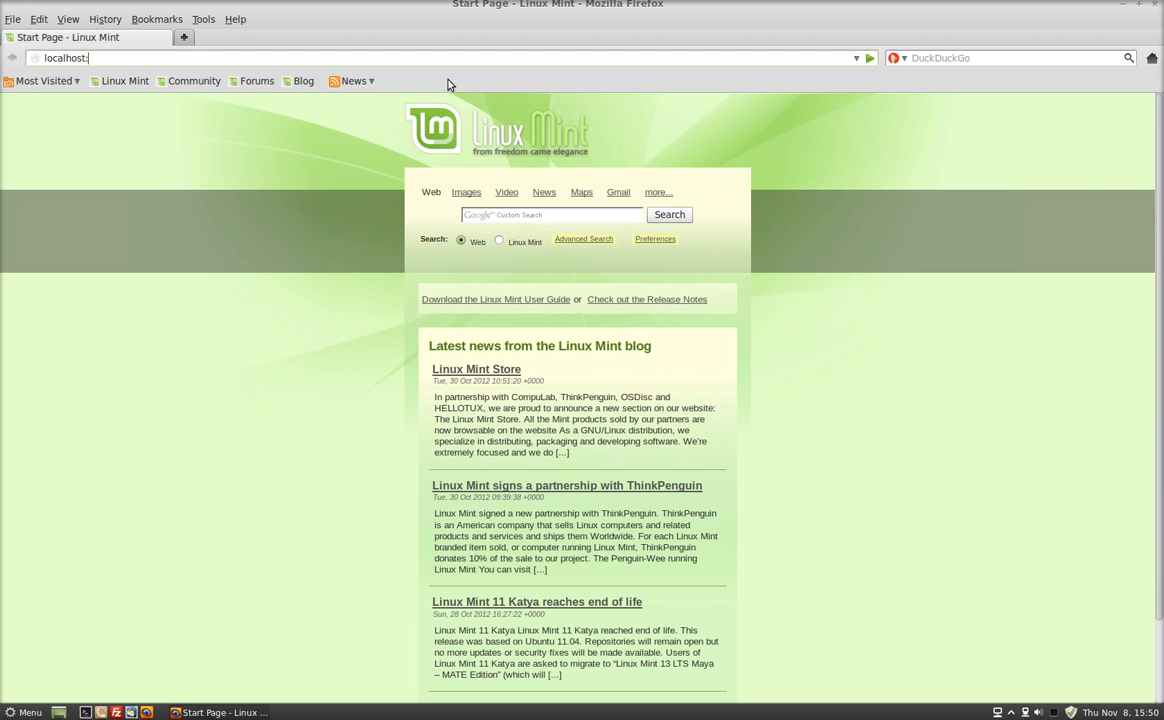 Start Page - Linux Mint - Mozilla Firefox
File Edit View History Bookmarks Tools Help
Start Page - Linux Mint
localhost:
DuckDuckGo
Most Visited Linux Mint Community Forums Blog News
Linux Mint
from freedom came elegance
Web Images Video News Maps Gmail more...
Google™ Custom Search Search
Search: Web Linux Mint Advanced Search Preferences
Download the Linux Mint User Guide or Check out the Release Notes
Latest news from the Linux Mint blog
Linux Mint Store
Tue, 30 Oct 2012 10:51:20 +0000
In partnership with CompuLab, ThinkPenguin, OSDisc and
HELLOTUX, we are proud to announce a new section on our website:
The Linux Mint Store. All the Mint products sold by our partners are
now browsable on the website As a GNU/Linux distribution, we
specialize in distributing, packaging and developing software. We're
extremely focused and we do [...]
Linux Mint signs a partnership with ThinkPenguin
Tue, 30 Oct 2012 09:39:38 +0000
Linux Mint signed a new partnership with ThinkPenguin. ThinkPenguin
is an American company that sells Linux computers and related
products and services and ships them Worldwide. For each Linux Mint
branded item sold, or computer running Linux Mint, ThinkPenguin
donates 10% of the sale to our project. The Penguin-Wee running
Linux Mint You can visit [...]
Linux Mint 11 Katya reaches end of life
Sun, 28 Oct 2012 16:27:22 +0000
Linux Mint 11 Katya Linux Mint 11 Katya reached end of life. This
release was based on Ubuntu 11.04. Repositories will remain open but
no more updates or security fixes will be made available. Users of
Linux Mint 11 Katya are asked to migrate to “Linux Mint 13 LTS Maya
– MATE Edition” (which will [...]
Menu Start Page - Linux ... Thu Nov 8, 15:50